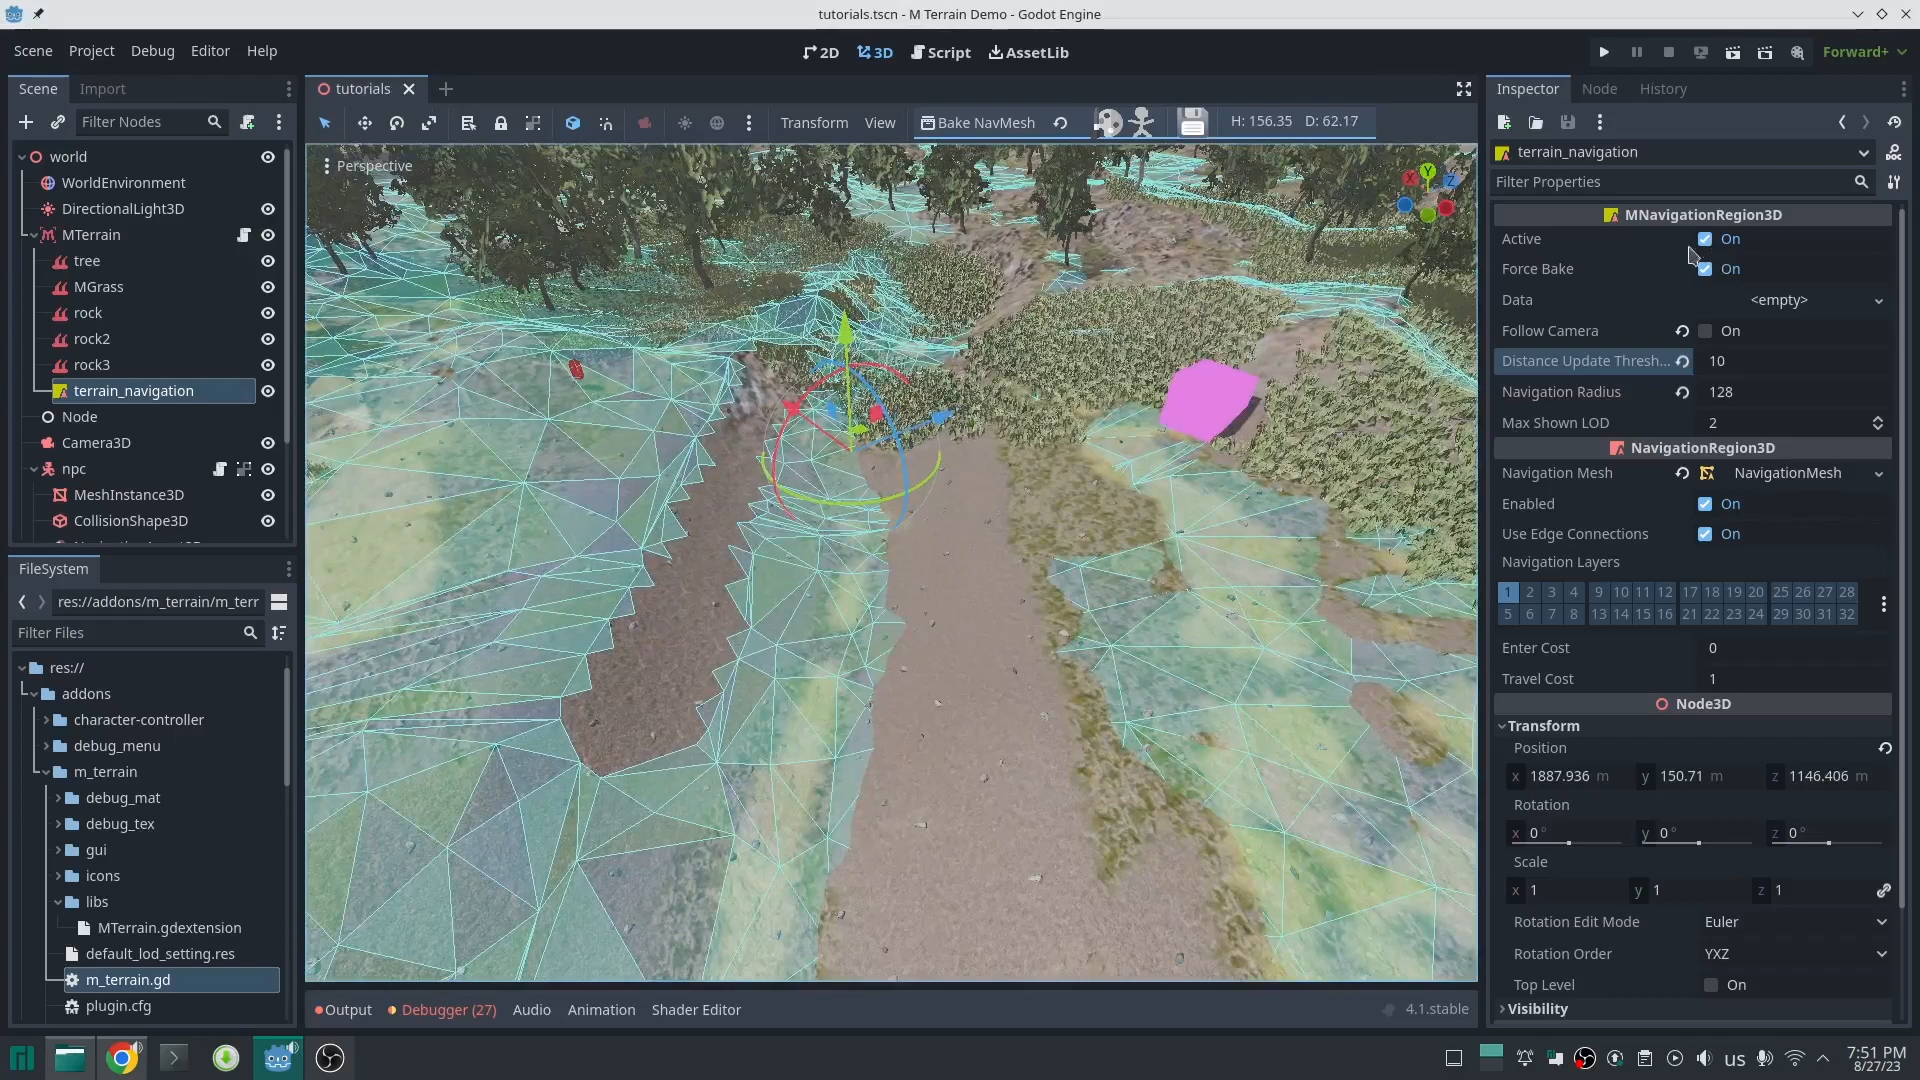 tutorials.tscn - M Terrain Demo - Godot Engine
Scene Project Debug Editor Help
2D 3D Script AssetLib
Forward+
Scene Import
Filter Nodes
world
WorldEnvironment
DirectionalLight3D
MTerrain
tree
MGrass
rock
rock2
rock3
terrain_navigation
Node
Camera3D
npc
MeshInstance3D
CollisionShape3D
FileSystem
res://addons/m_terrain/m_terr
Filter Files
res://
addons
character-controller
debug_menu
m_terrain
debug_mat
debug_tex
gui
icons
libs
MTerrain.gdextension
default_lod_setting.res
m_terrain.gd
plugin.cfg
tutorials
Transform View Bake NavMesh H: 156.35 D: 62.17
Perspective
X Y Z
Output Debugger (27) Audio Animation Shader Editor 4.1.stable
Inspector Node History
terrain_navigation
Filter Properties
MNavigationRegion3D
Active On
Force Bake On
Data <empty>
Follow Camera On
Distance Update Thresh... 10
Navigation Radius 128
Max Shown LOD 2
NavigationRegion3D
Navigation Mesh NavigationMesh
Enabled On
Use Edge Connections On
Navigation Layers
1 2 3 4 9 10 11 12 17 18 19 20 25 26 27 28
5 6 7 8 13 14 15 16 21 22 23 24 29 30 31 32
Enter Cost 0
Travel Cost 1
Node3D
Transform
Position
x 1887.936 m y 150.71 m z 1146.406 m
Rotation
x 0 ° y 0 ° z 0 °
Scale
x 1 y 1 z 1
Rotation Edit Mode Euler
Rotation Order YXZ
Top Level On
Visibility
us
7:51 PM
8/27/23